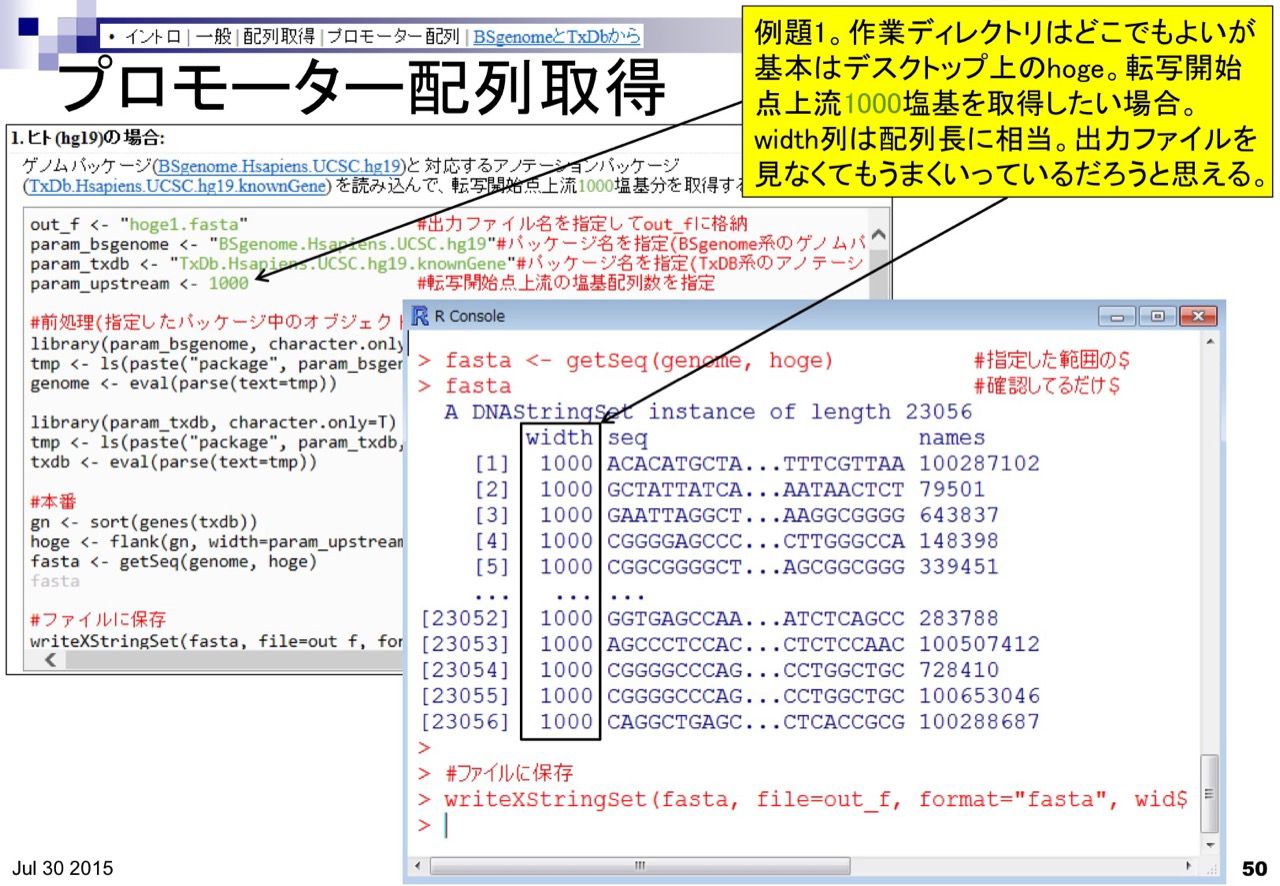 • イントロ | 一般 | 配列取得 | プロモーター配列 | BSgenomeとTxDbから
プロモーター配列取得
例題1。作業ディレクトリはどこでもよいが
基本はデスクトップ上のhoge。転写開始
点上流1000塩基を取得したい場合。
width列は配列長に相当。出力ファイルを
見なくてもうまくいっているだろうと思える。
1. ヒト(hg19)の場合:
ゲノムパッケージ(BSgenome.Hsapiens.UCSC.hg19)と対応するアノテーションパッケージ
(TxDb.Hsapiens.UCSC.hg19.knownGene)を読み込んで、転写開始点上流1000塩基分を取得する
out_f <- "hoge1.fasta" #出力ファイル名を指定してout_fに格納
param_bsgenome <- "BSgenome.Hsapiens.UCSC.hg19"#パッケージ名を指定(BSgenome系のゲノムパ
param_txdb <- "TxDb.Hsapiens.UCSC.hg19.knownGene"#パッケージ名を指定(TxDB系のアノテーシ
param_upstream <- 1000 #転写開始点上流の塩基配列数を指定
#前処理(指定したパッケージ中のオブジェクト
library(param_bsgenome, character.only
tmp <- ls(paste("package", param_bsgen
genome <- eval(parse(text=tmp))
library(param_txdb, character.only=T)
tmp <- ls(paste("package", param_txdb,
txdb <- eval(parse(text=tmp))
#本番
gn <- sort(genes(txdb))
hoge <- flank(gn, width=param_upstream
fasta <- getSeq(genome, hoge)
fasta
#ファイルに保存
writeXStringSet(fasta, file=out_f, for
R Console
> fasta <- getSeq(genome, hoge) #指定した範囲の$
> fasta #確認してるだけ$
A DNAStringSet instance of length 23056
width seq names
[1] 1000 ACACATGCTA...TTTCGTTAA 100287102
[2] 1000 GCTATTATCA...AATAACTCT 79501
[3] 1000 GAATTAGGCT...AAGGCGGGG 643837
[4] 1000 CGGGGAGCCC...CTTGGGCCA 148398
[5] 1000 CGGCGGGGCT...AGCGGCGGG 339451
... ... ...
[23052] 1000 GGTGAGCCAA...ATCTCAGCC 283788
[23053] 1000 AGCCCTCCAC...CTCTCCAAC 100507412
[23054] 1000 CGGGGCCCAG...CCTGGCTGC 728410
[23055] 1000 CGGGGCCCAG...CCTGGCTGC 100653046
[23056] 1000 CAGGCTGAGC...CTCACCGCG 100288687
>
> #ファイルに保存
> writeXStringSet(fasta, file=out_f, format="fasta", wid$
>
Jul 30 2015
50